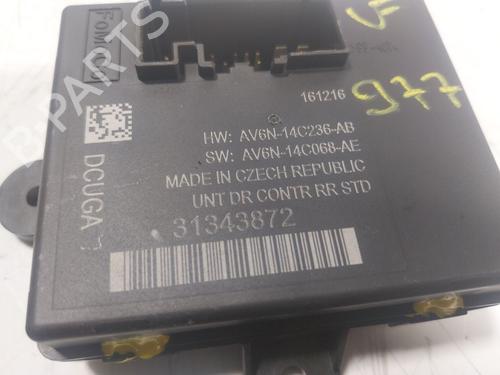 FoMoCo
161216
977
HW: AV6N-14C236-AB
SW: AV6N-14C068-AE
MADE IN CZECH REPUBLIC
UNT DR CONTR RR STD
DCUGA
31343872
B-PARTS